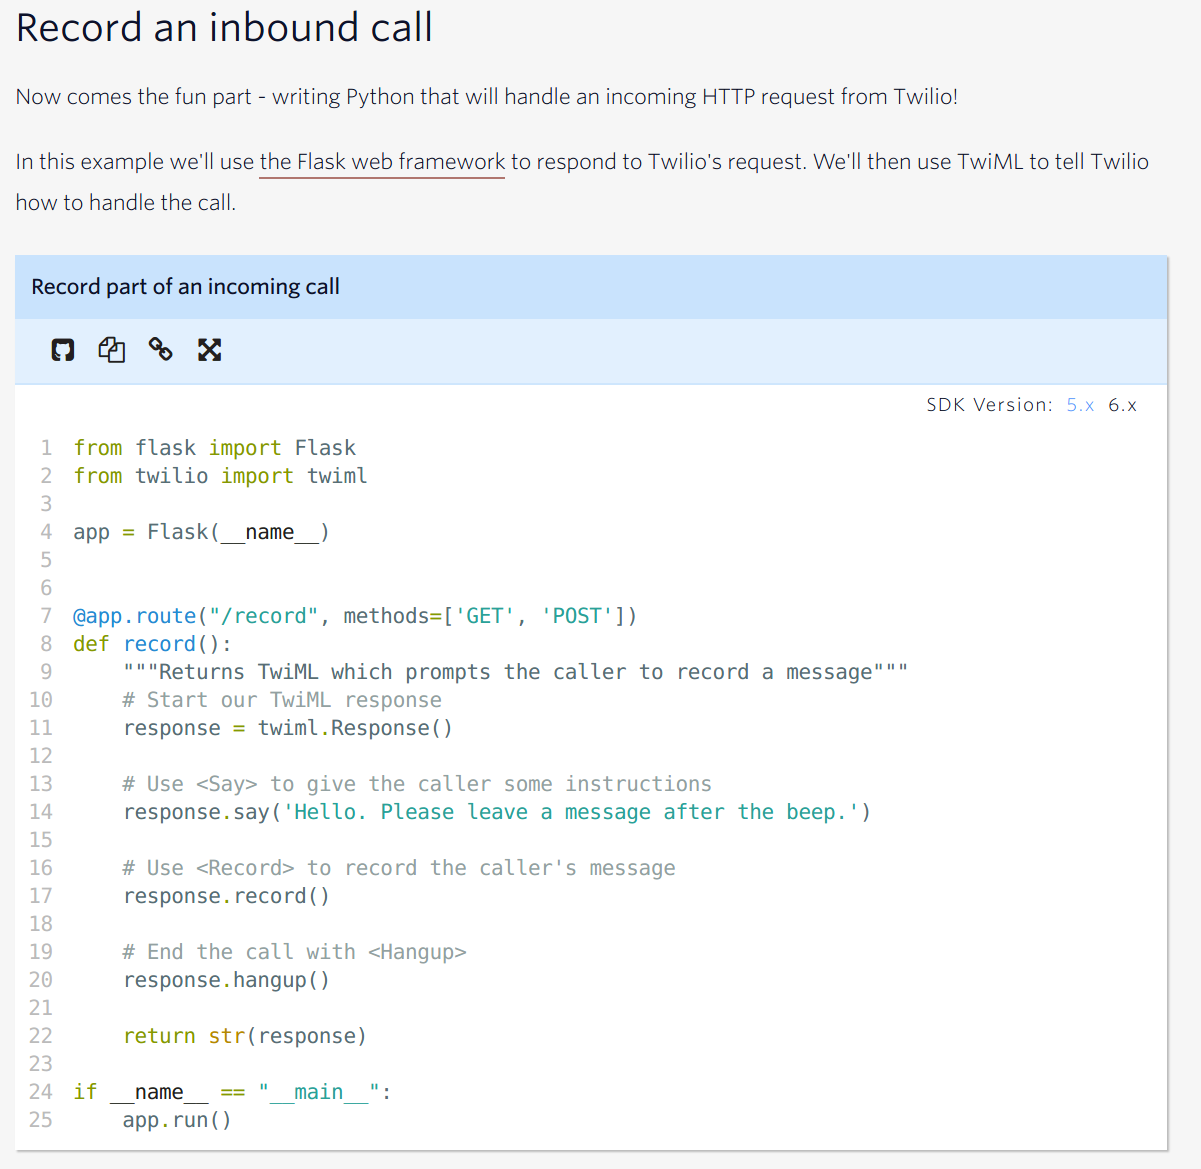 Record an inbound call
Now comes the fun part - writing Python that will handle an incoming HTTP request from Twilio!
In this example we'll use the Flask web framework to respond to Twilio's request. We'll then use TwiML to tell Twilio
how to handle the call.
Record part of an incoming call
SDK Version: 5.x 6.x
1 from flask import Flask
2 from twilio import twiml
3
4 app = Flask(__name__)
5
6
7 @app.route("/record", methods=['GET', 'POST'])
8 def record():
9     """Returns TwiML which prompts the caller to record a message"""
10     # Start our TwiML response
11     response = twiml.Response()
12
13     # Use <Say> to give the caller some instructions
14     response.say('Hello. Please leave a message after the beep.')
15
16     # Use <Record> to record the caller's message
17     response.record()
18
19     # End the call with <Hangup>
20     response.hangup()
21
22     return str(response)
23
24 if __name__ == "__main__":
25     app.run()